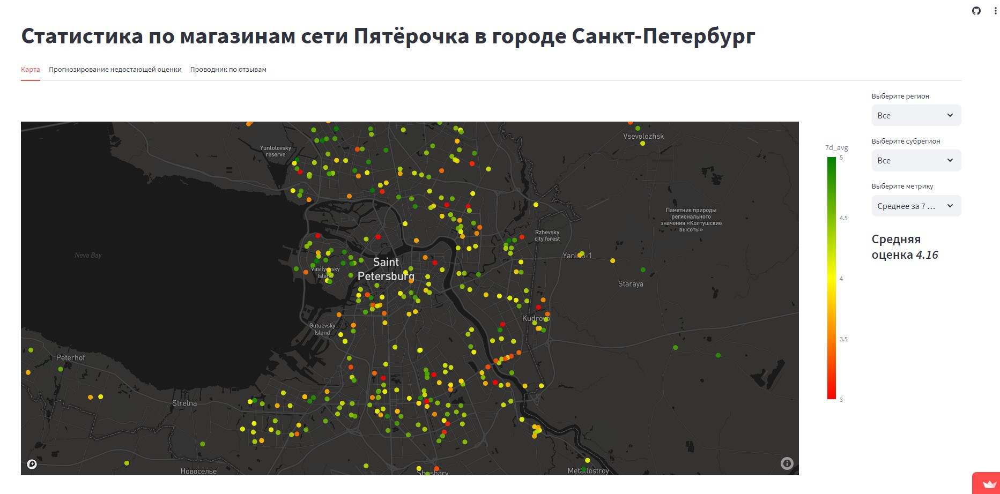 Статистика по магазинам сети Пятёрочка в городе Санкт-Петербург
Карта
Прогнозирование недостающей оценки
Проводник по отзывам
Выберите регион
Все
Выберите субрегион
Все
Выберите метрику
Среднее за 7 ...
Средняя
оценка 4.16
7d_avg
5
4.5
4
3.5
3
Yuntolovsky
reserve
Vsevolozhsk
Памятник природы
регионального
значения «Колтушские
высоты»
Rzhevsky
city forest
Neva Bay
Yanino-1
Saint
Petersburg
Vasilyevsky
Island
Staraya
Kudrovo
Gutuevsky
Island
Peterhof
Strelna
Новоселье
Shushary
Metallostroy